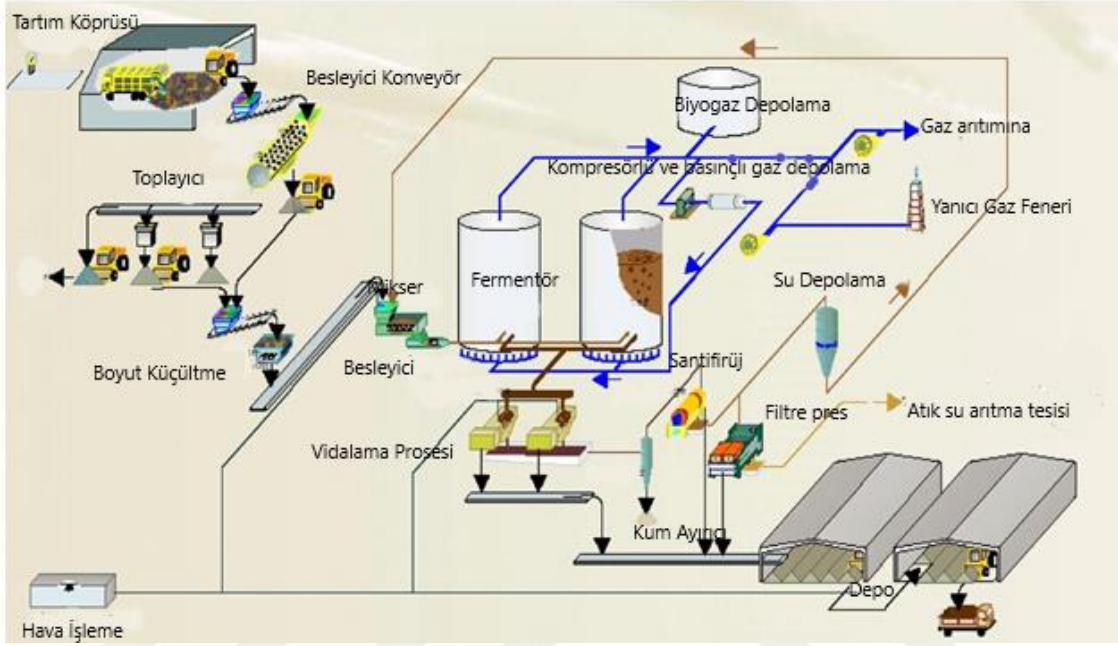 Tartım Köprüsü
Besleyici Konveyör
Biyogaz Depolama
Gaz arıtımına
Kompresörlü ve basınçlı gaz depolama
Toplayıcı
Yanıcı Gaz Feneri
Fermentör
Su Depolama
Mikser
Boyut Küçültme
Besleyici
Santifirüj
Filtre pres
Atık su arıtma tesisi
Vidalama Prosesi
Kum Ayırıcı
Depo
Hava İşleme